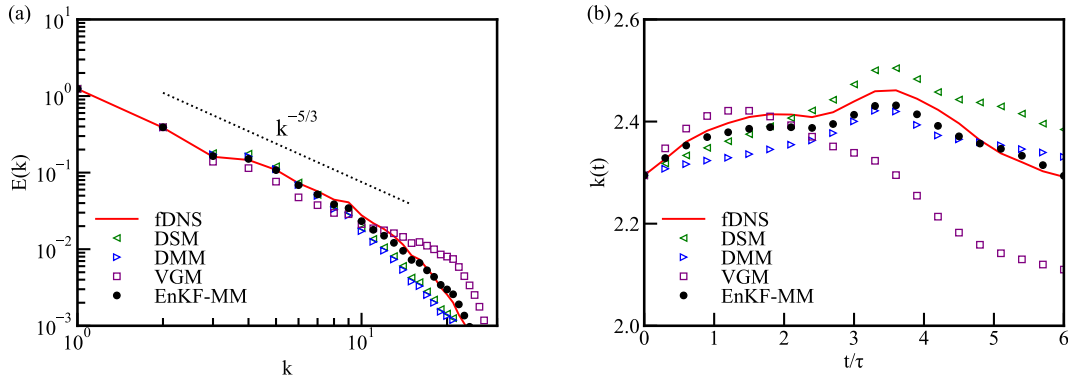 (a)
10^1
10^0
10^{-1}
10^{-2}
10^{-3}
E(k)
k^{-5/3}
fDNS
DSM
DMM
VGM
EnKF-MM
10^0
10^1
k
(b)
2.6
2.4
2.2
2.0
k(t)
fDNS
DSM
DMM
VGM
EnKF-MM
0 1 2 3 4 5 6
t/τ